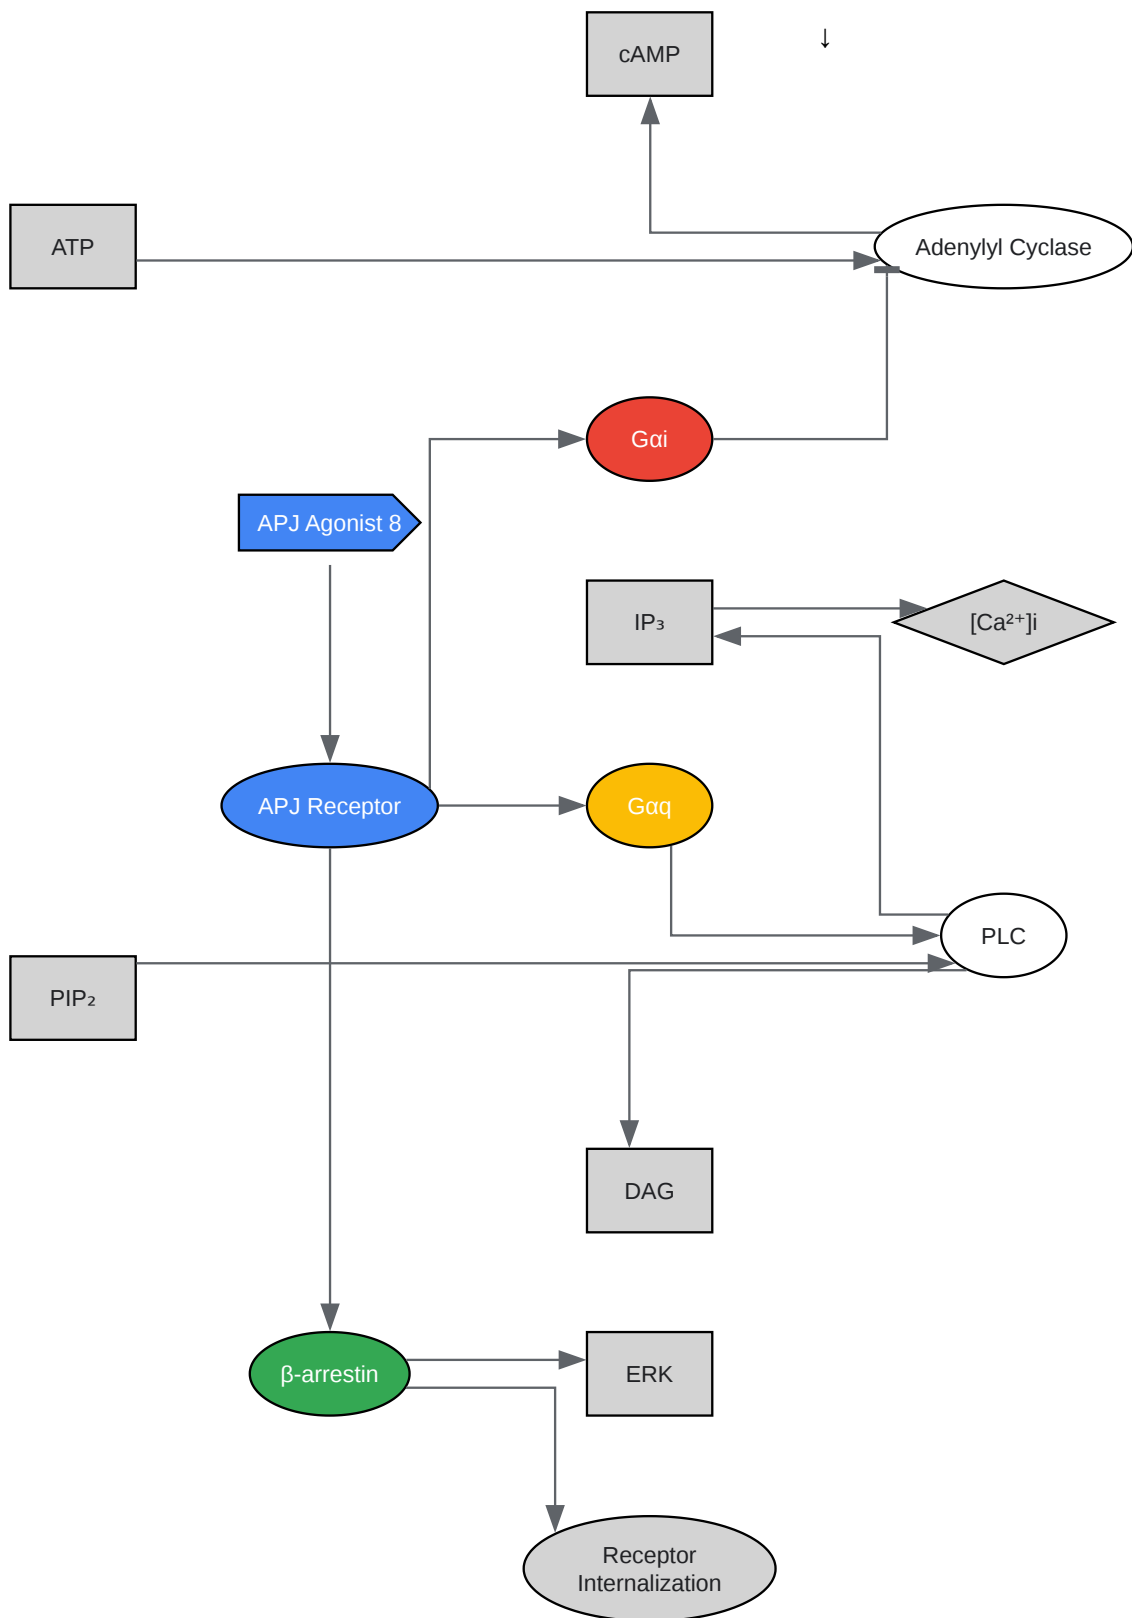 cAMP
↓
ATP
Adenylyl Cyclase
Gαi
APJ Agonist 8
IP₃
[Ca²⁺]i
APJ Receptor
Gαq
PLC
PIP₂
DAG
β-arrestin
ERK
Receptor
Internalization